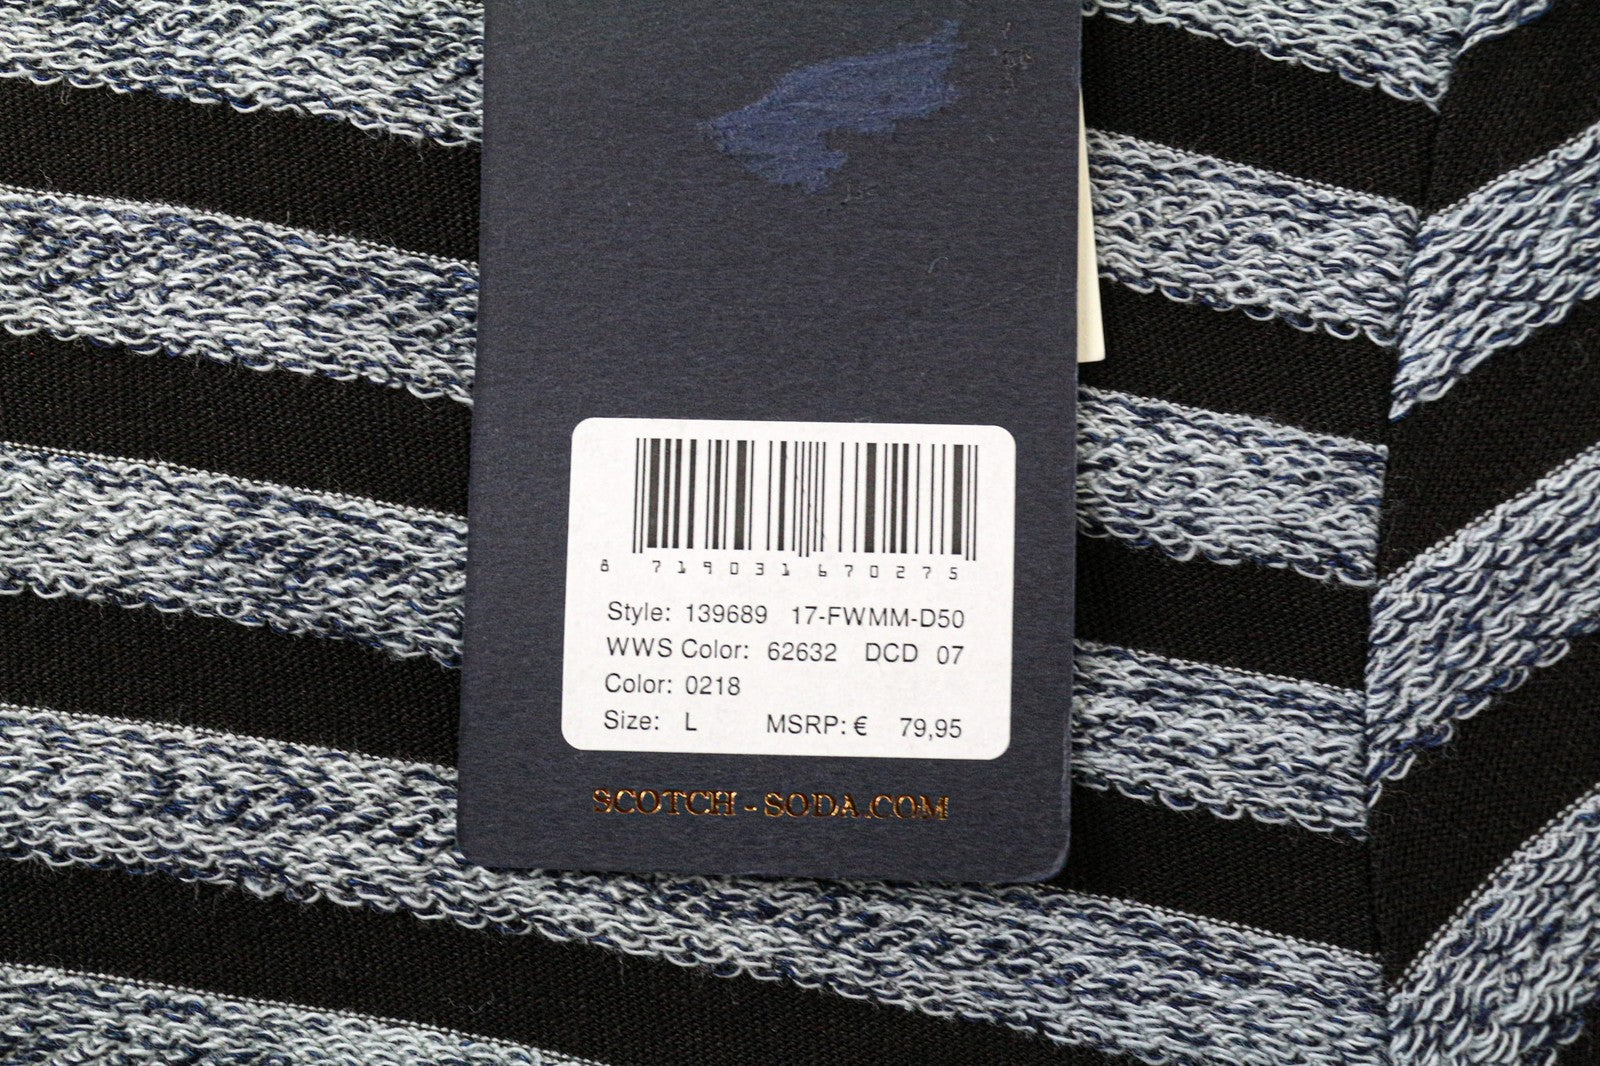 8 719031 670275
Style: 139689 17-FWMM-D50
WWS Color: 62632 DCD 07
Color: 0218
Size: L MSRP: € 79,95
SCOTCH-SODA.COM